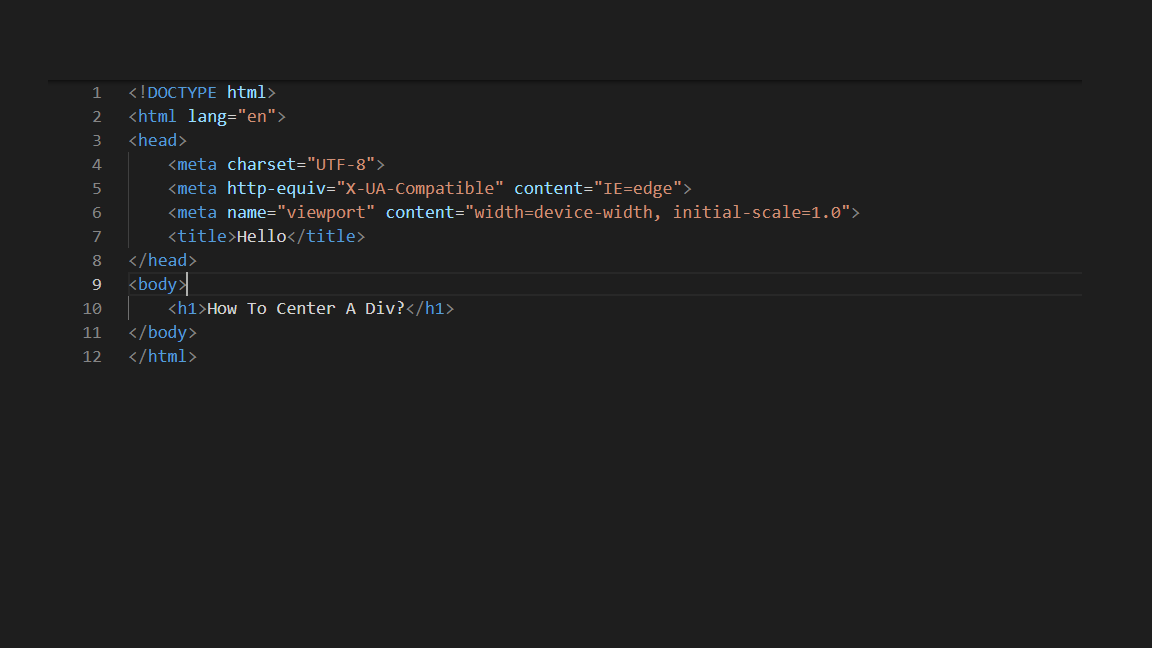 1 <!DOCTYPE html>
2 <html lang="en">
3 <head>
4     <meta charset="UTF-8">
5     <meta http-equiv="X-UA-Compatible" content="IE=edge">
6     <meta name="viewport" content="width=device-width, initial-scale=1.0">
7     <title>Hello</title>
8 </head>
9 <body>
10     <h1>How To Center A Div?</h1>
11 </body>
12 </html>